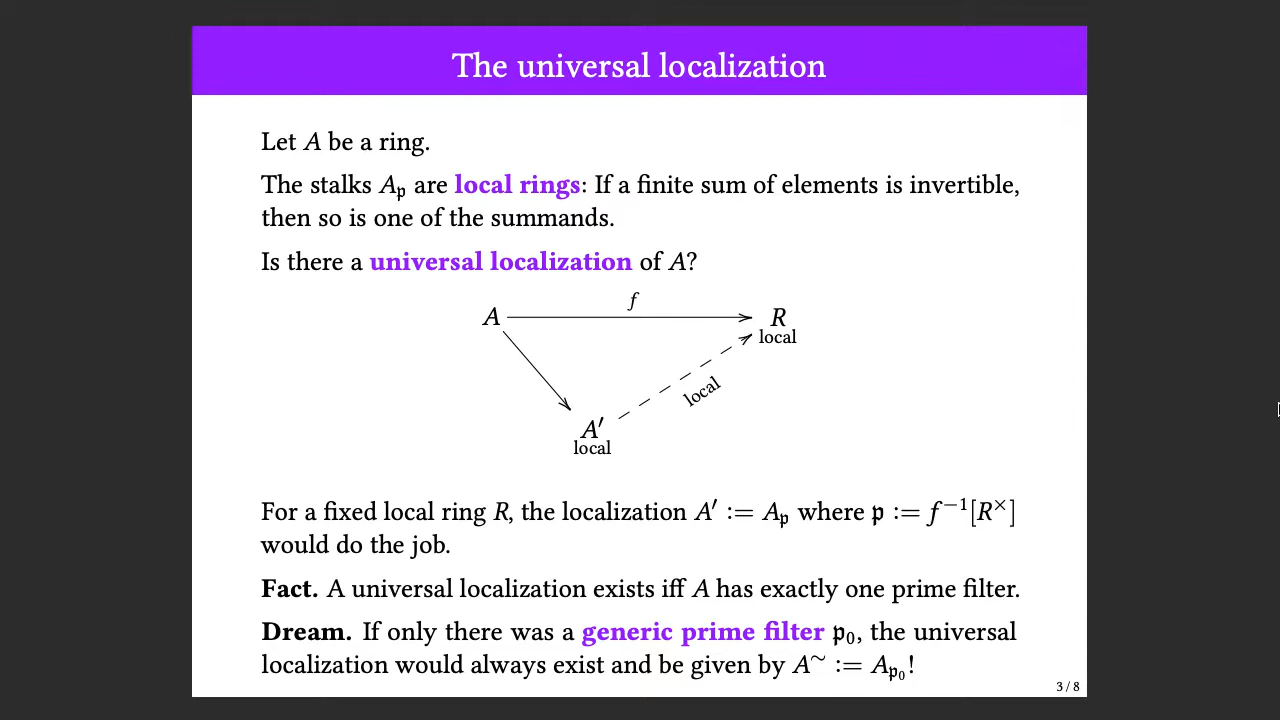 The universal localization
Let A be a ring.
The stalks A𝔭 are local rings: If a finite sum of elements is invertible,
then so is one of the summands.
Is there a universal localization of A?
f
A
R
local
local
A′
local
For a fixed local ring R, the localization A′ := A𝔭 where 𝔭 := f⁻¹[R×]
would do the job.
Fact. A universal localization exists iff A has exactly one prime filter.
Dream. If only there was a generic prime filter 𝔭₀, the universal
localization would always exist and be given by A~ := A𝔭₀!
3 / 8